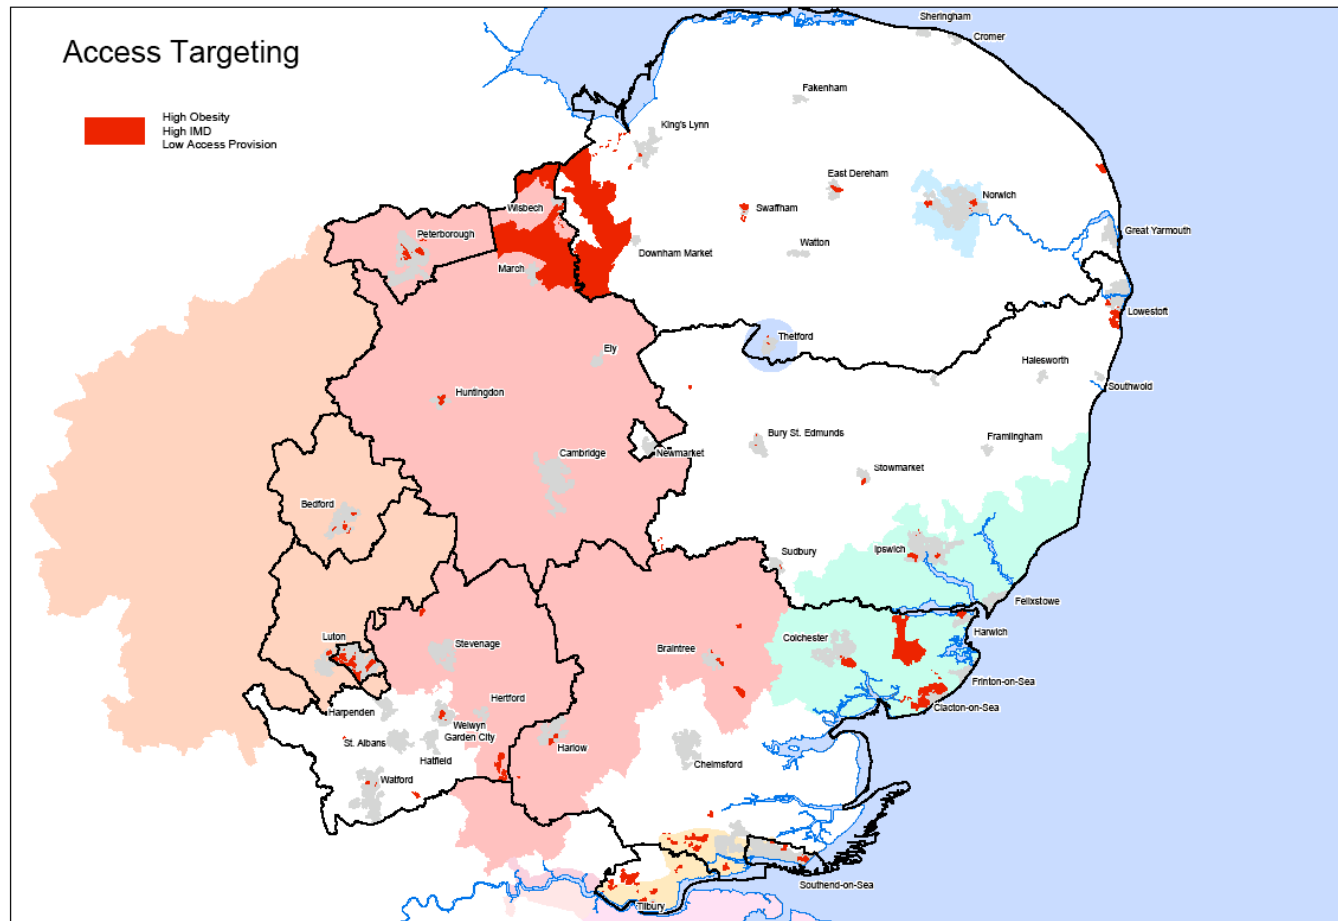 Sheringham
Cromer
Access Targeting
Fakenham
High Obesity
High IMD
Low Access Provision
King's Lynn
East Dereham
Norwich
Wisbech
Swaffham
Peterborough
Great Yarmouth
Downham Market
Watton
March
Lowestoft
Thetford
Ely
Halesworth
Southwold
Huntingdon
Bury St. Edmunds
Framlingham
Cambridge
Newmarket
Stowmarket
Bedford
Sudbury
Ipswich
Felixstowe
Luton
Stevenage
Braintree
Colchester
Harwich
Frinton-on-Sea
Hertford
Clacton-on-Sea
Harpenden
Welwyn
Garden City
St. Albans
Harlow
Hatfield
Chelmsford
Watford
Southend-on-Sea
Tilbury